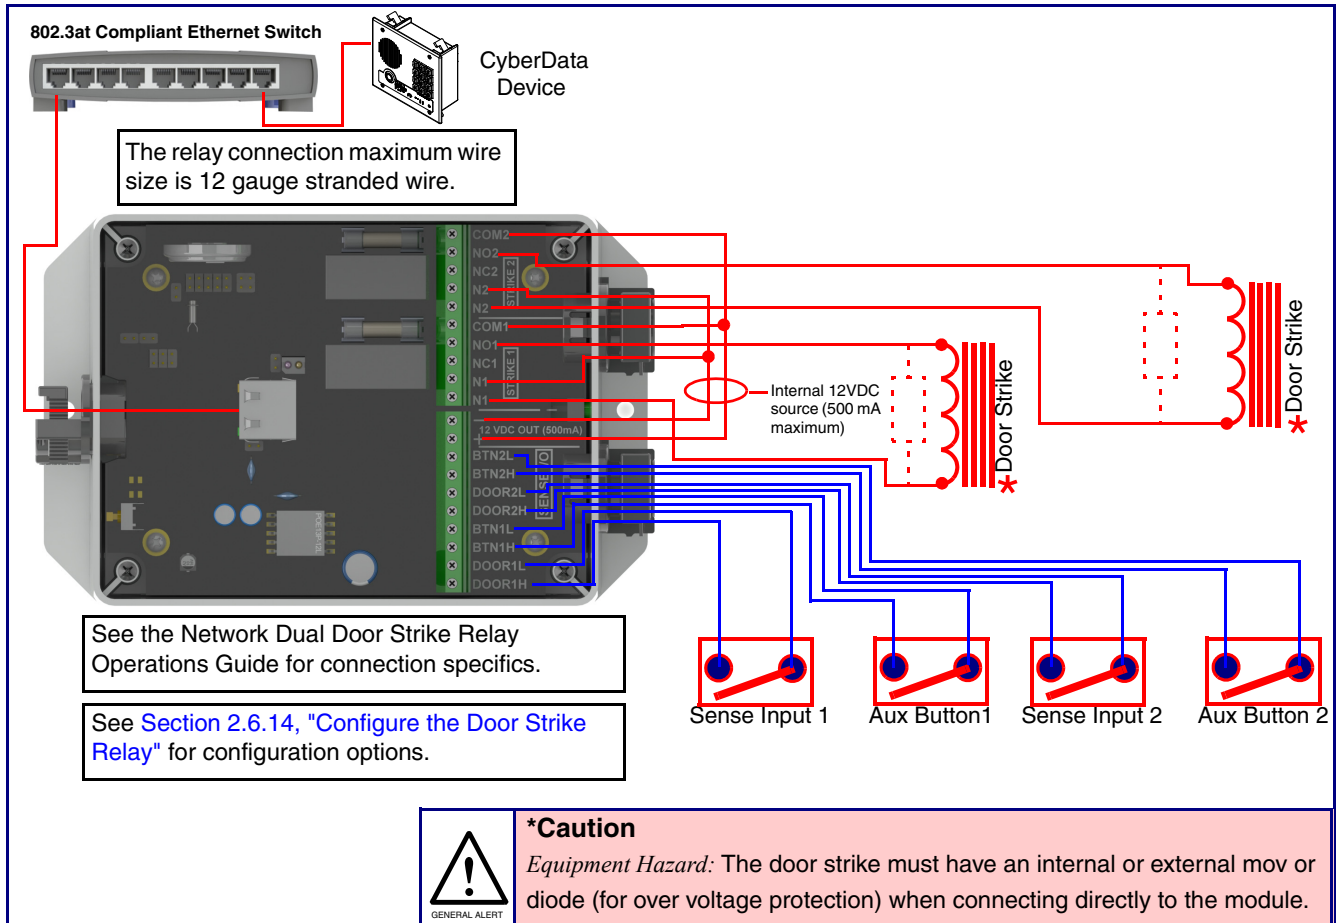 802.3at Compliant Ethernet Switch
CyberData
Device
The relay connection maximum wire
size is 12 gauge stranded wire.
COM2
NO2
NC2
N2
N2
STRIKE 2
COM1
NO1
NC1
N1
N1
STRIKE 1
-
12 VDC OUT (500mA)
+
BTN2L
BTN2H
DOOR2L
DOOR2H
BTN1L
BTN1H
DOOR1L
DOOR1H
SENSE I/O
Internal 12VDC
source (500 mA
maximum)
*Door Strike
*Door Strike
Sense Input 1
Aux Button1
Sense Input 2
Aux Button 2
See the Network Dual Door Strike Relay
Operations Guide for connection specifics.
See Section 2.6.14, "Configure the Door Strike
Relay" for configuration options.
GENERAL ALERT
*Caution
Equipment Hazard: The door strike must have an internal or external mov or
diode (for over voltage protection) when connecting directly to the module.